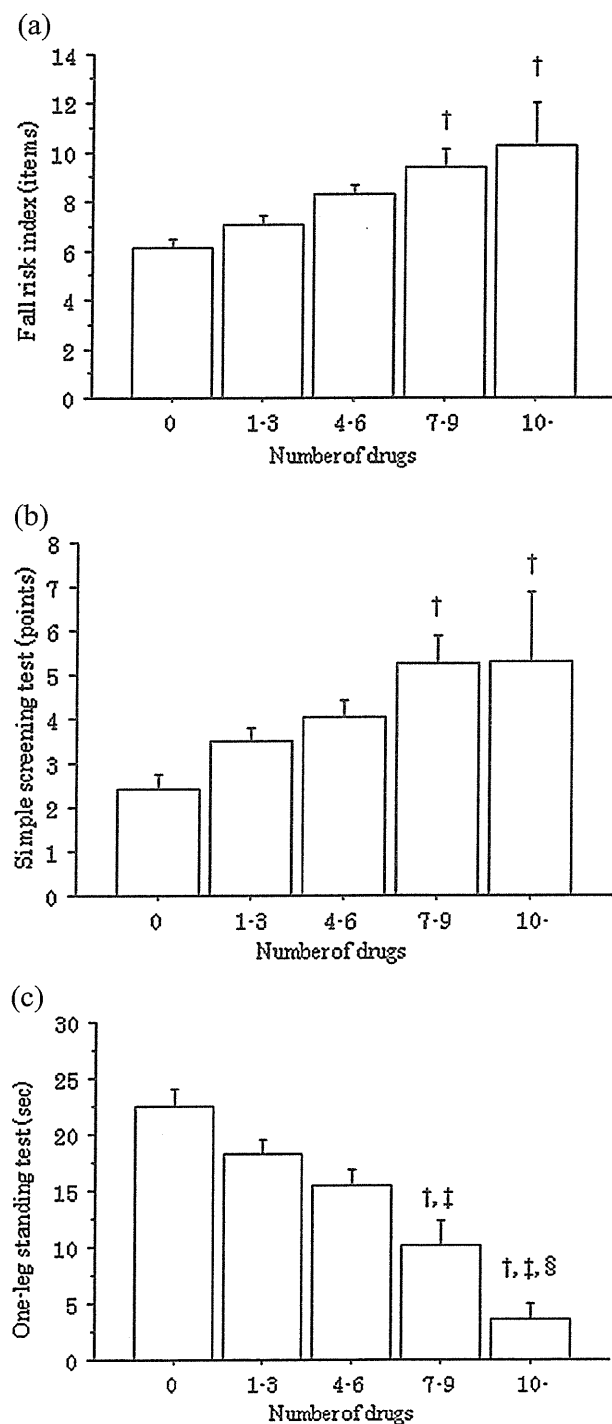 (a)
14
12
10
8
6
4
2
0
Fall risk index (items)
†
†
0 1-3 4-6 7-9 10-
Number of drugs
(b)
8
7
6
5
4
3
2
1
0
Simple screening test (points)
†
†
0 1-3 4-6 7-9 10-
Number of drugs
(c)
30
25
20
15
10
5
0
One-leg standing test (sec)
†, ‡
†, ‡, §
0 1-3 4-6 7-9 10-
Number of drugs